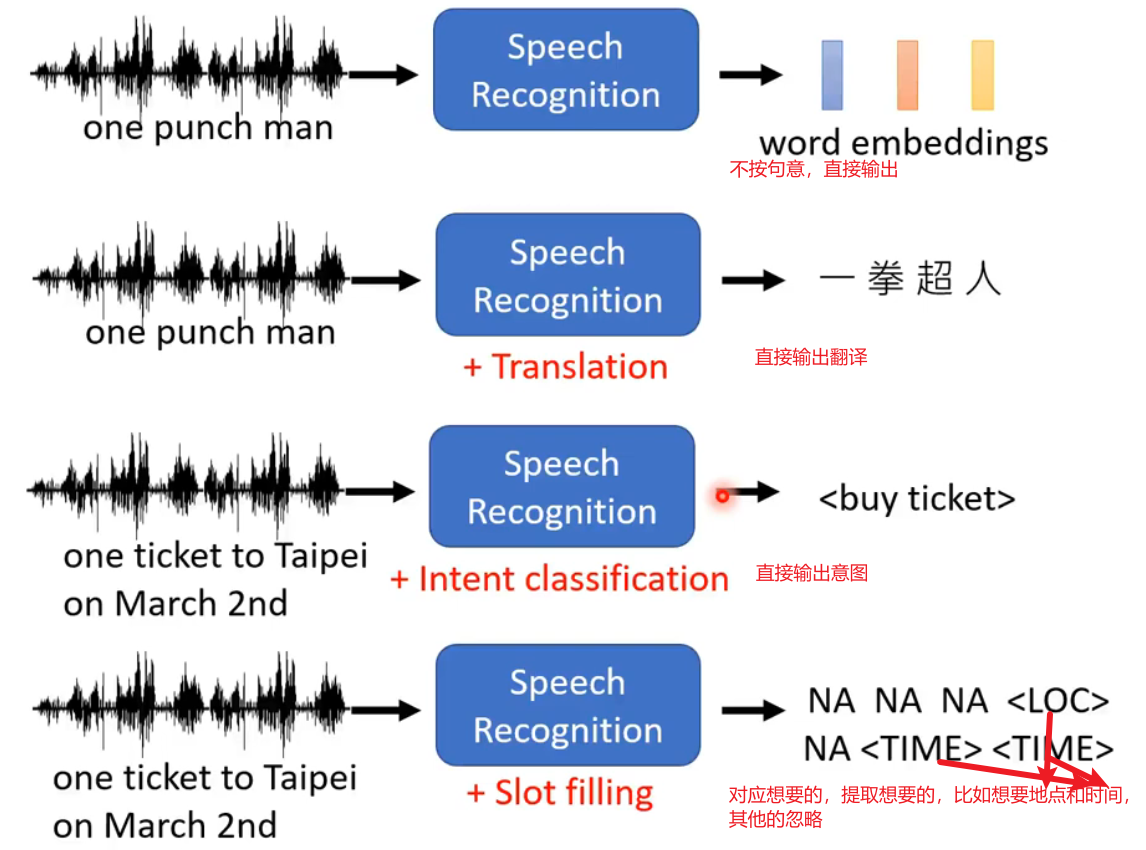 Speech
Recognition
one punch man
word embeddings
不按句意，直接输出
Speech
Recognition
一 拳 超 人
one punch man
+ Translation
直接输出翻译
Speech
Recognition
<buy ticket>
one ticket to Taipei
on March 2nd
+ Intent classification
直接输出意图
Speech
Recognition
NA NA NA <LOC>
NA <TIME> <TIME>
one ticket to Taipei
on March 2nd
+ Slot filling
对应想要的，提取想要的，比如想要地点和时间，
其他的忽略